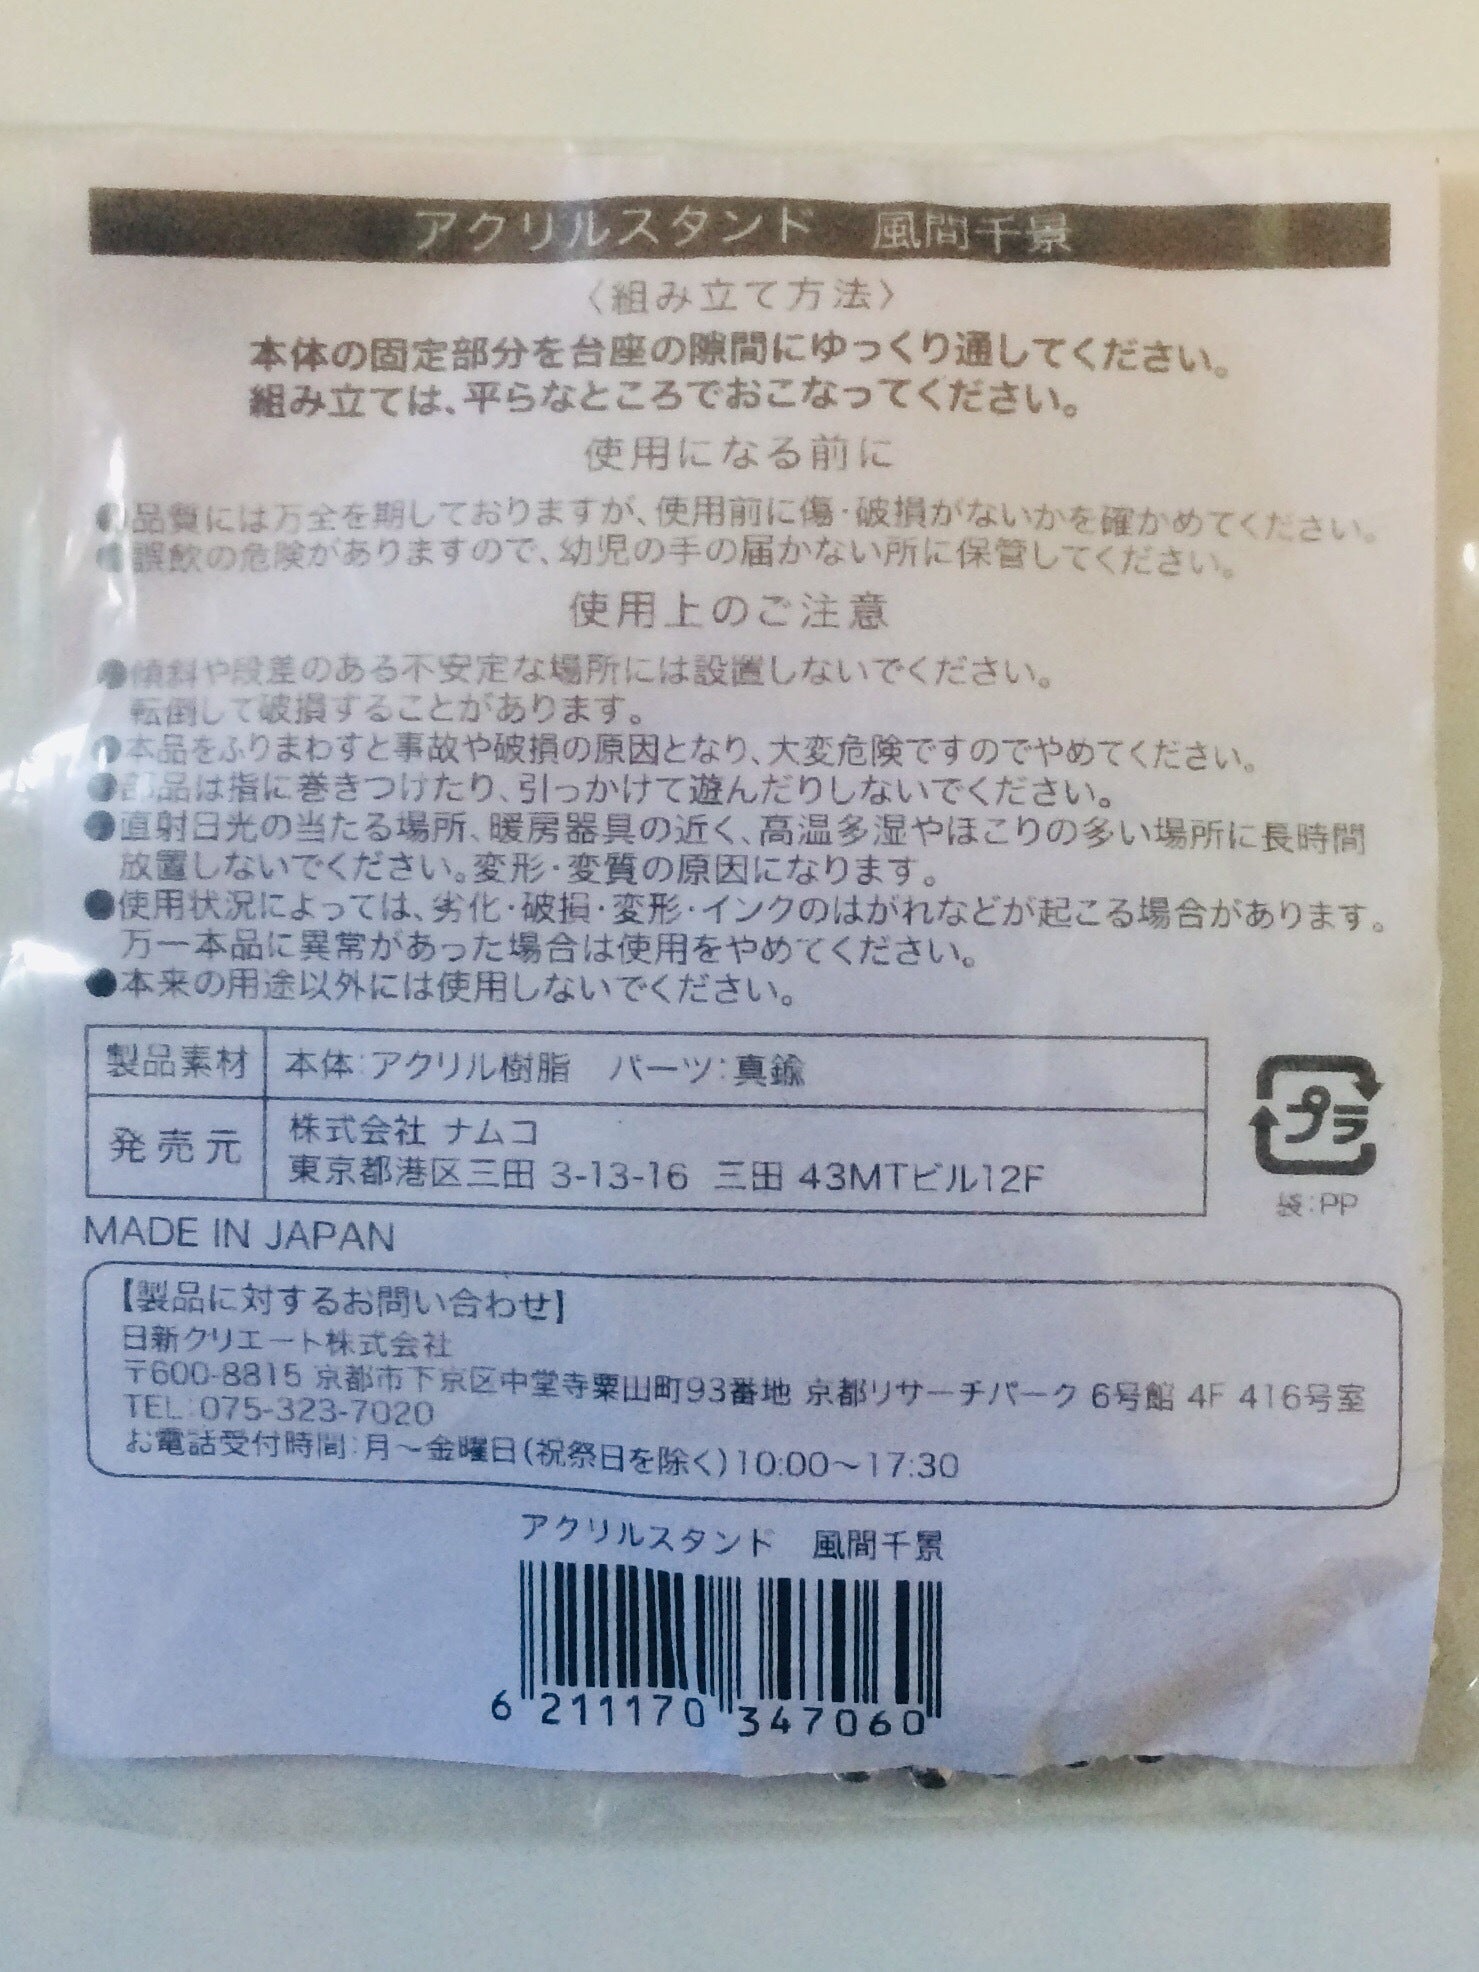 アクリルスタンド　風間千景
〈組み立て方法〉
本体の固定部分を台座の隙間にゆっくり通してください。
組み立ては、平らなところでおこなってください。
使用になる前に
●品質には万全を期しておりますが、使用前に傷・破損がないかを確かめてください。
●誤飲の危険がありますので、幼児の手の届かない所に保管してください。
使用上のご注意
●傾斜や段差のある不安定な場所には設置しないでください。
転倒して破損することがあります。
●本品をふりまわすと事故や破損の原因となり、大変危険ですのでやめてください。
●部品は指に巻きつけたり、引っかけて遊んだりしないでください。
●直射日光の当たる場所、暖房器具の近く、高温多湿やほこりの多い場所に長時間
放置しないでください。変形・変質の原因になります。
●使用状況によっては、劣化・破損・変形・インクのはがれなどが起こる場合があります。
万一本品に異常があった場合は使用をやめてください。
●本来の用途以外には使用しないでください。
製品素材 本体：アクリル樹脂　パーツ：真鍮
発売元 株式会社 ナムコ
東京都港区三田 3-13-16 三田 43MTビル12F
プラ
袋：PP
MADE IN JAPAN
【製品に対するお問い合わせ】
日新クリエート株式会社
〒600-8815 京都市下京区中堂寺粟田町93番地 京都リサーチパーク 6号館 4F 416号室
TEL：075-323-7020
お電話受付時間：月～金曜日（祝祭日を除く）10:00～17:30
アクリルスタンド　風間千景
6 211170 347060